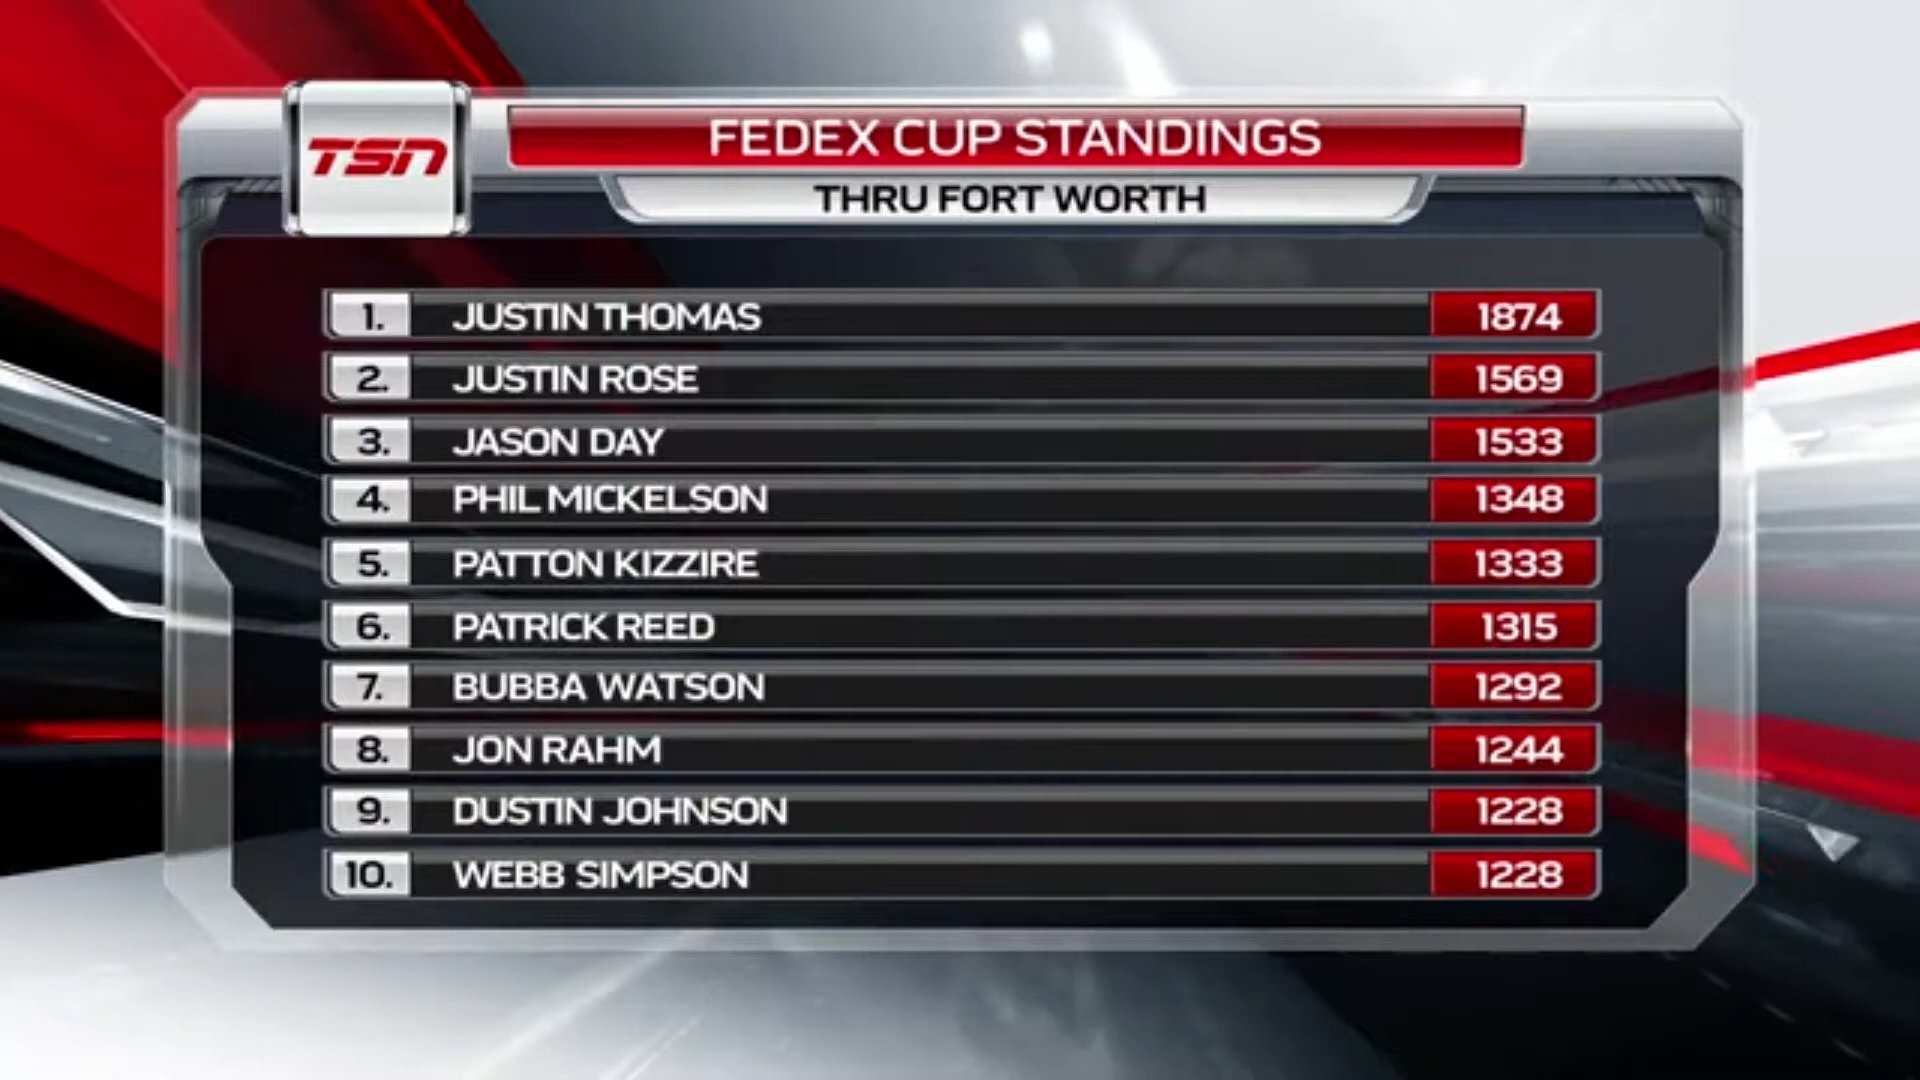 TSN
FEDEX CUP STANDINGS
THRU FORT WORTH
1. JUSTIN THOMAS 1874
2. JUSTIN ROSE 1569
3. JASON DAY 1533
4. PHIL MICKELSON 1348
5. PATTON KIZZIRE 1333
6. PATRICK REED 1315
7. BUBBA WATSON 1292
8. JON RAHM 1244
9. DUSTIN JOHNSON 1228
10. WEBB SIMPSON 1228